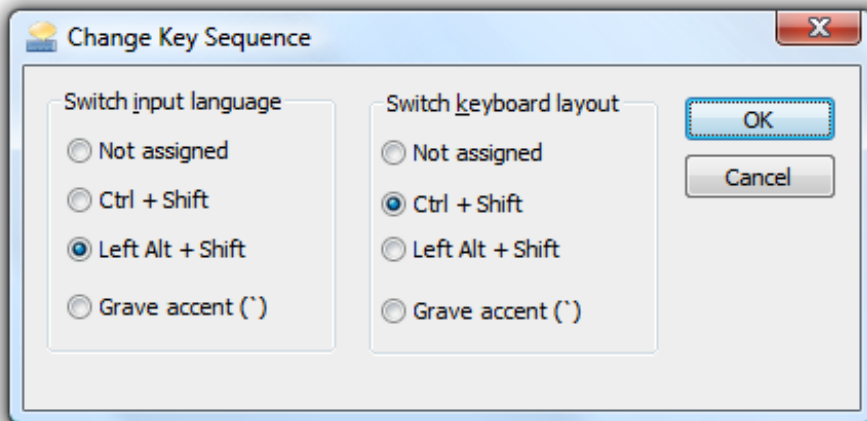 Change Key Sequence
Switch input language
Not assigned
Ctrl + Shift
Left Alt + Shift
Grave accent (`)
Switch keyboard layout
Not assigned
Ctrl + Shift
Left Alt + Shift
Grave accent (`)
OK
Cancel